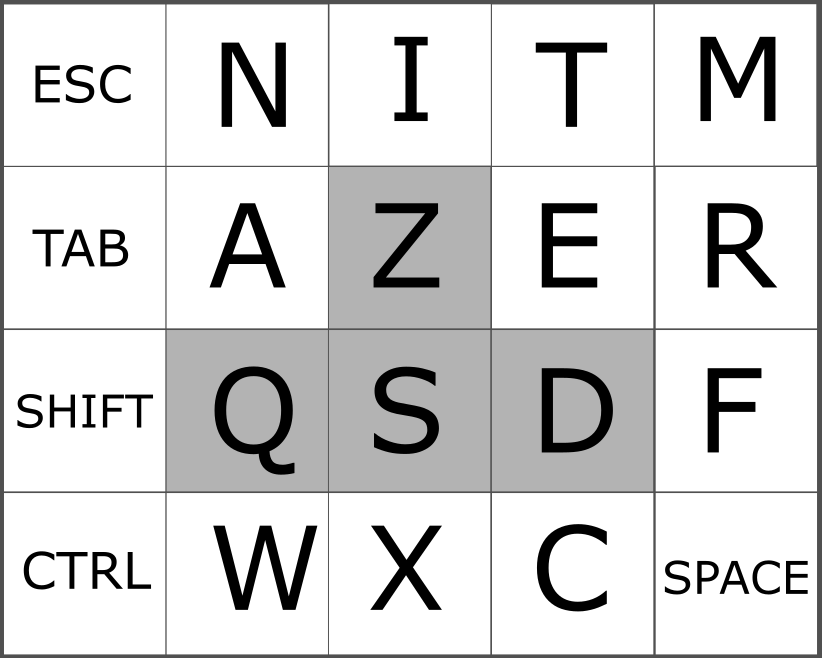 ESC N I T M
TAB A Z E R
SHIFT Q S D F
CTRL W X C SPACE